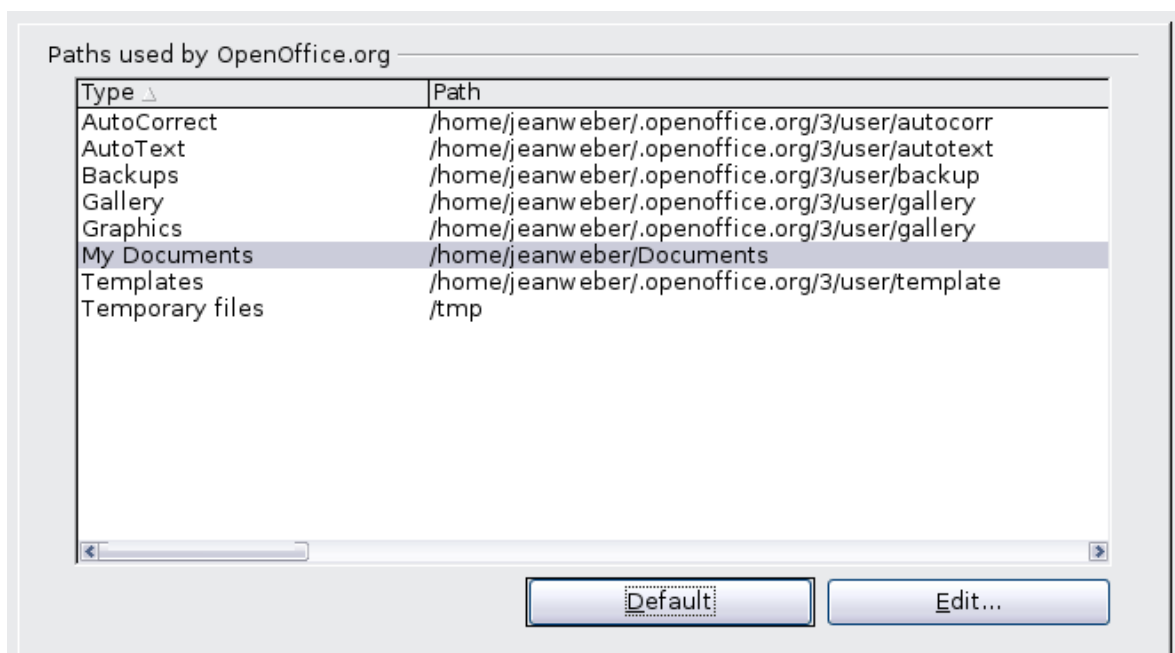 Paths used by OpenOffice.org
Type Path
AutoCorrect /home/jeanweber/.openoffice.org/3/user/autocorr
AutoText /home/jeanweber/.openoffice.org/3/user/autotext
Backups /home/jeanweber/.openoffice.org/3/user/backup
Gallery /home/jeanweber/.openoffice.org/3/user/gallery
Graphics /home/jeanweber/.openoffice.org/3/user/gallery
My Documents /home/jeanweber/Documents
Templates /home/jeanweber/.openoffice.org/3/user/template
Temporary files /tmp
Default Edit...